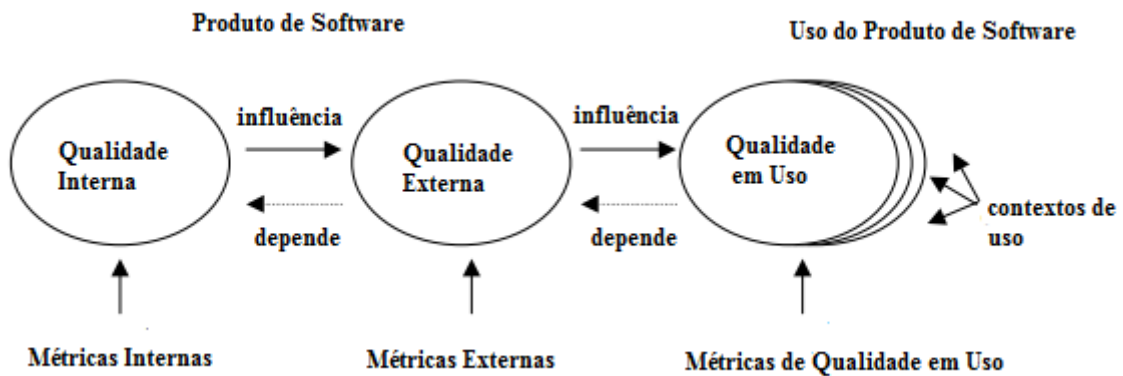 Produto de Software
Uso do Produto de Software
influência
influência
Qualidade
Interna
Qualidade
Externa
Qualidade
em Uso
depende
depende
contextos de
uso
Métricas Internas
Métricas Externas
Métricas de Qualidade em Uso